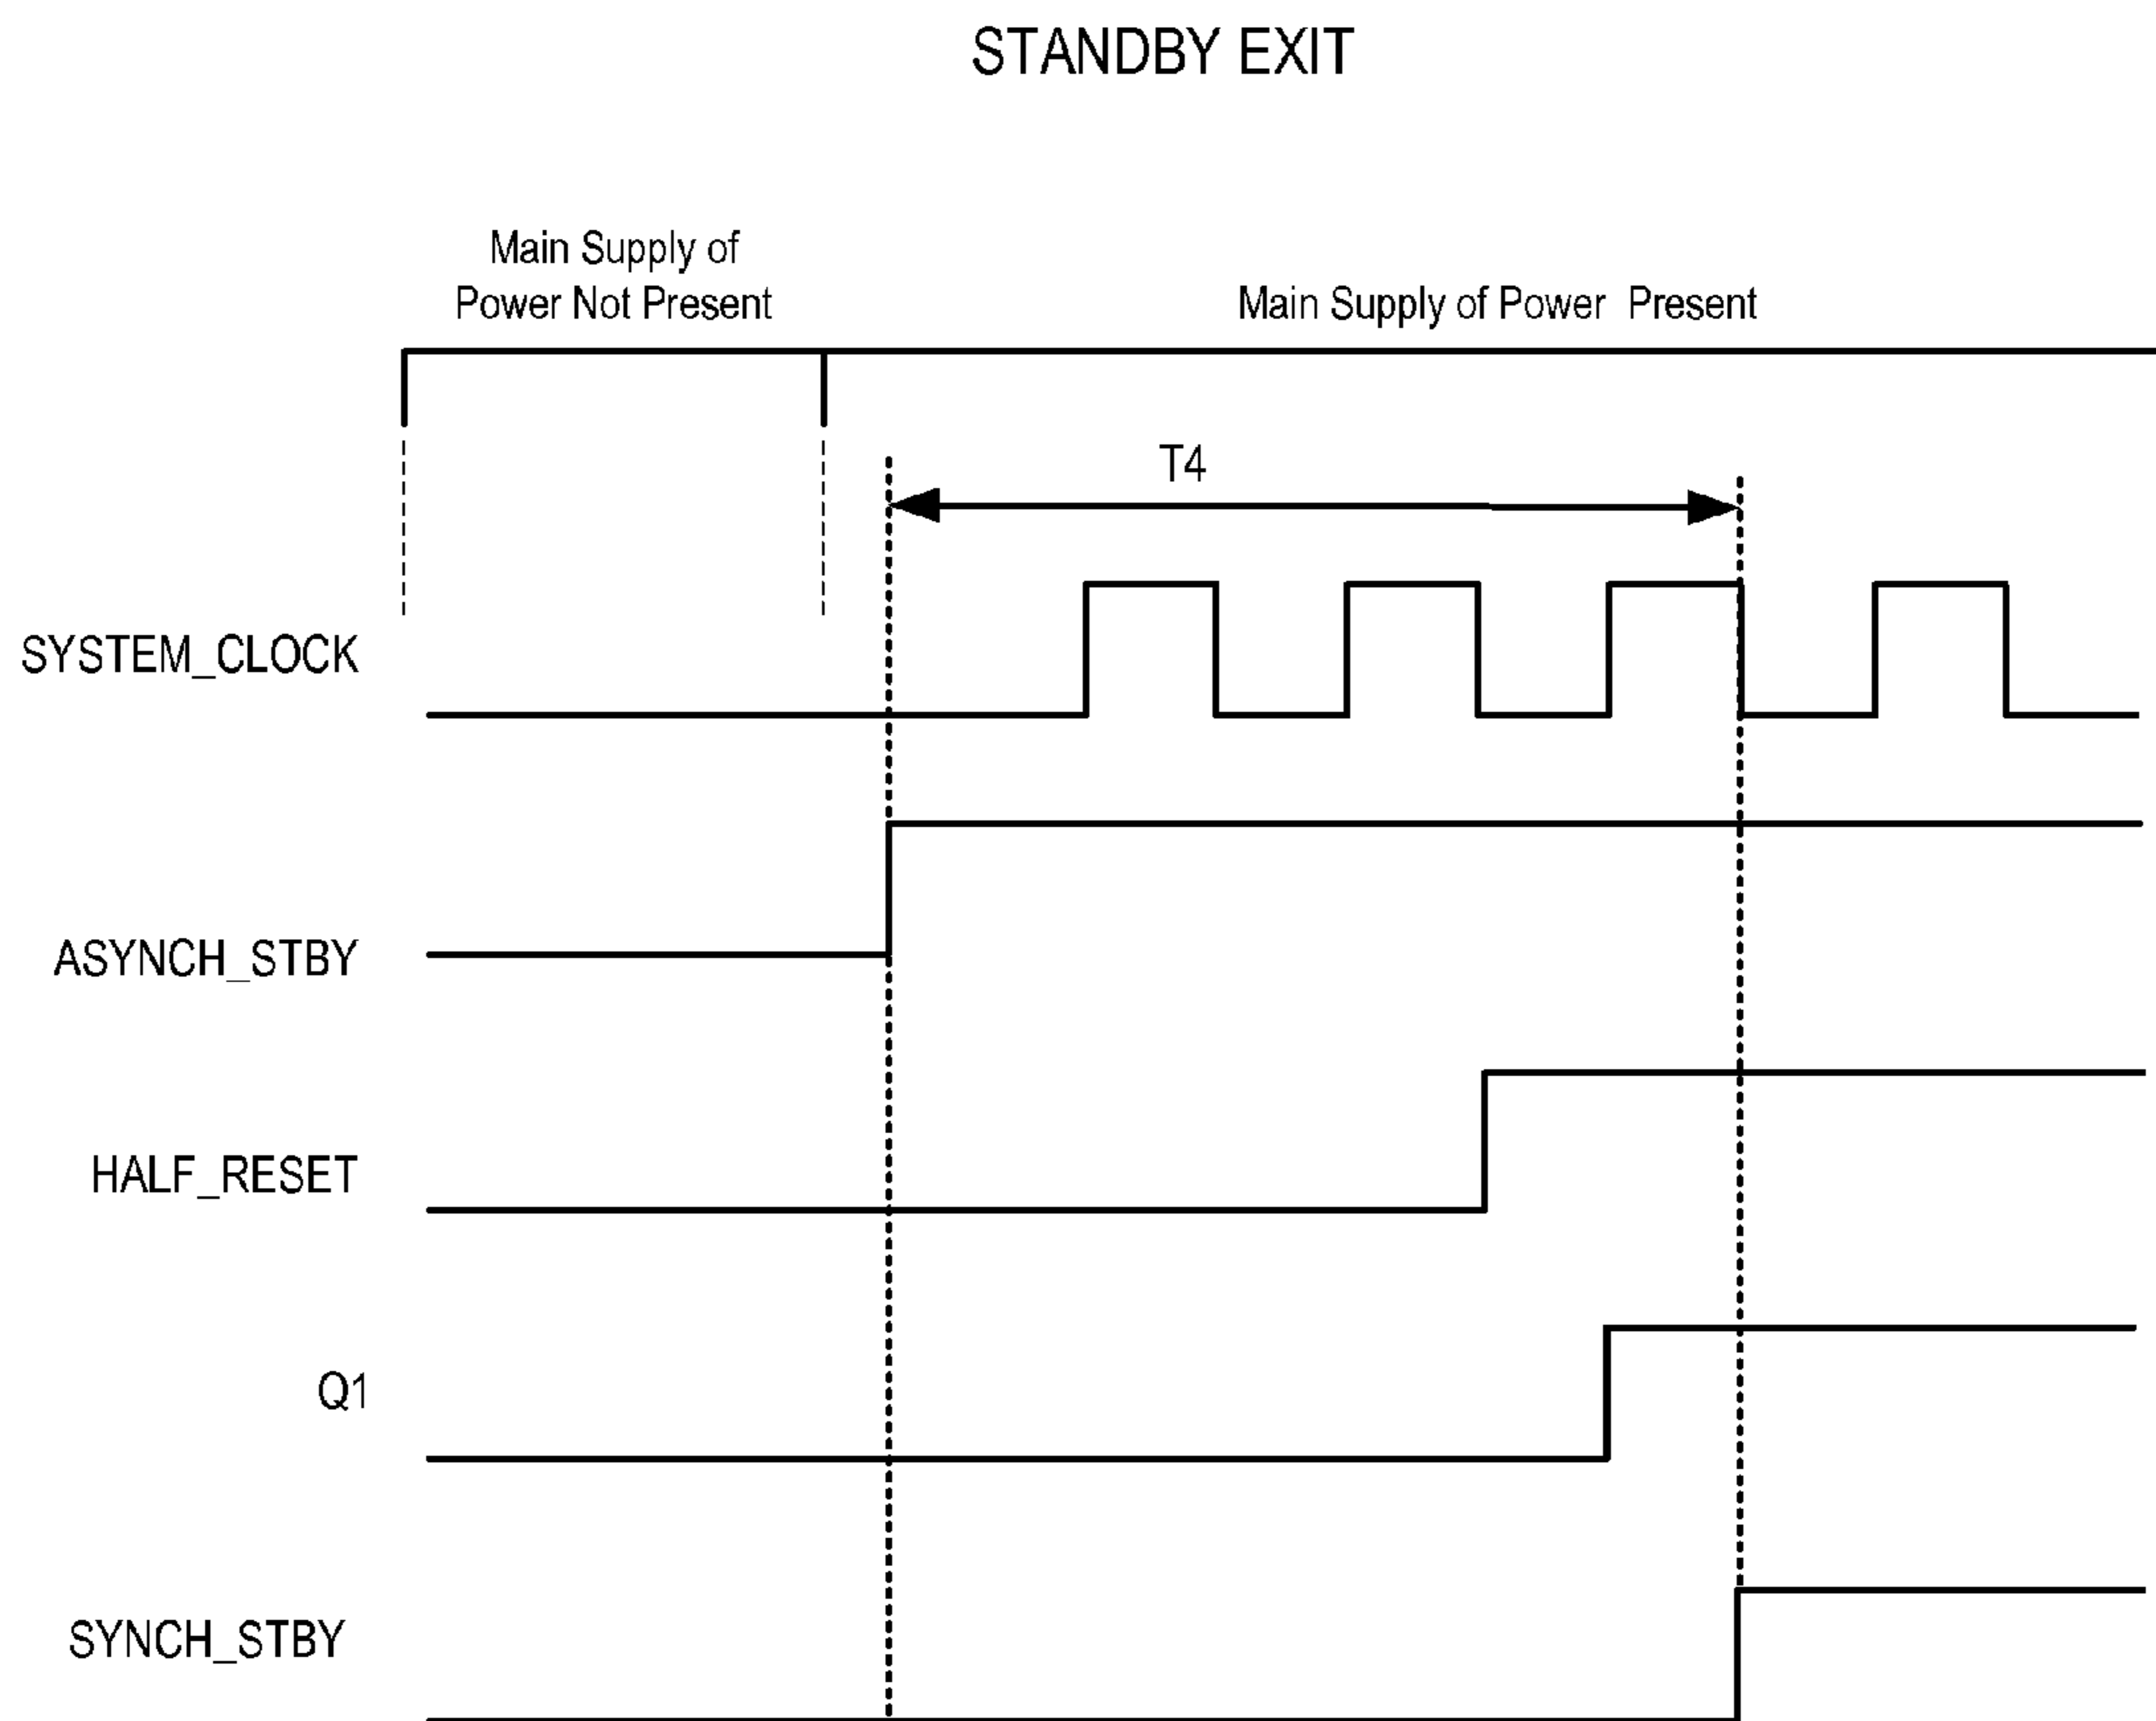 STANDBY EXIT
Main Supply of
Power Not Present
Main Supply of Power Present
T4
SYSTEM_CLOCK
ASYNCH_STBY
HALF_RESET
Q1
SYNCH_STBY